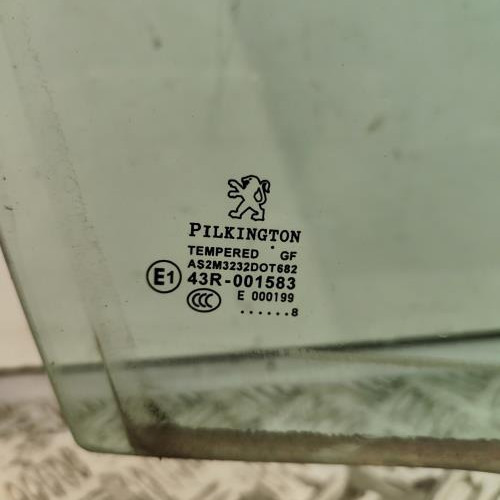 PILKINGTON
TEMPERED GF
AS2M3232DOT682
E1 43R-001583
CCC E 000199
......8